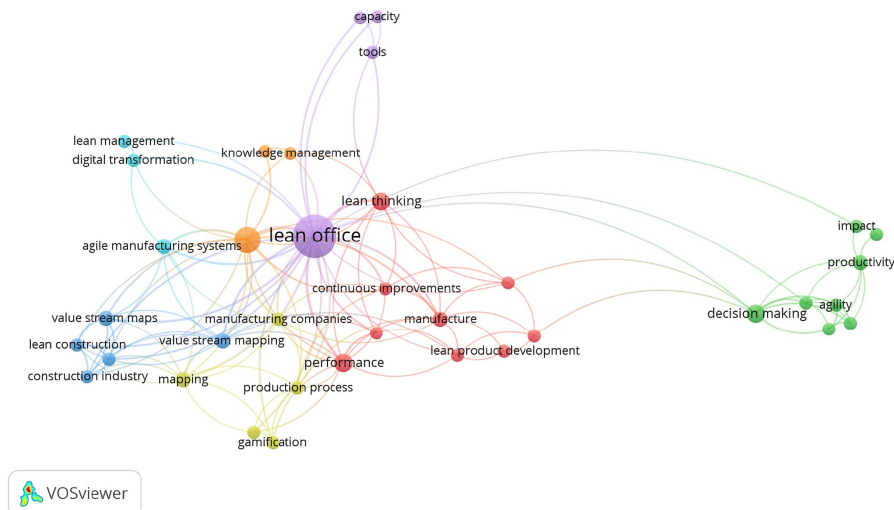 capacity
tools
lean management
digital transformation
knowledge management
lean thinking
lean office
agile manufacturing systems
impact
productivity
continuous improvements
value stream maps
manufacturing companies
manufacture
decision making
agility
lean construction
value stream mapping
performance
lean product development
construction industry
mapping
production process
gamification
VOSviewer